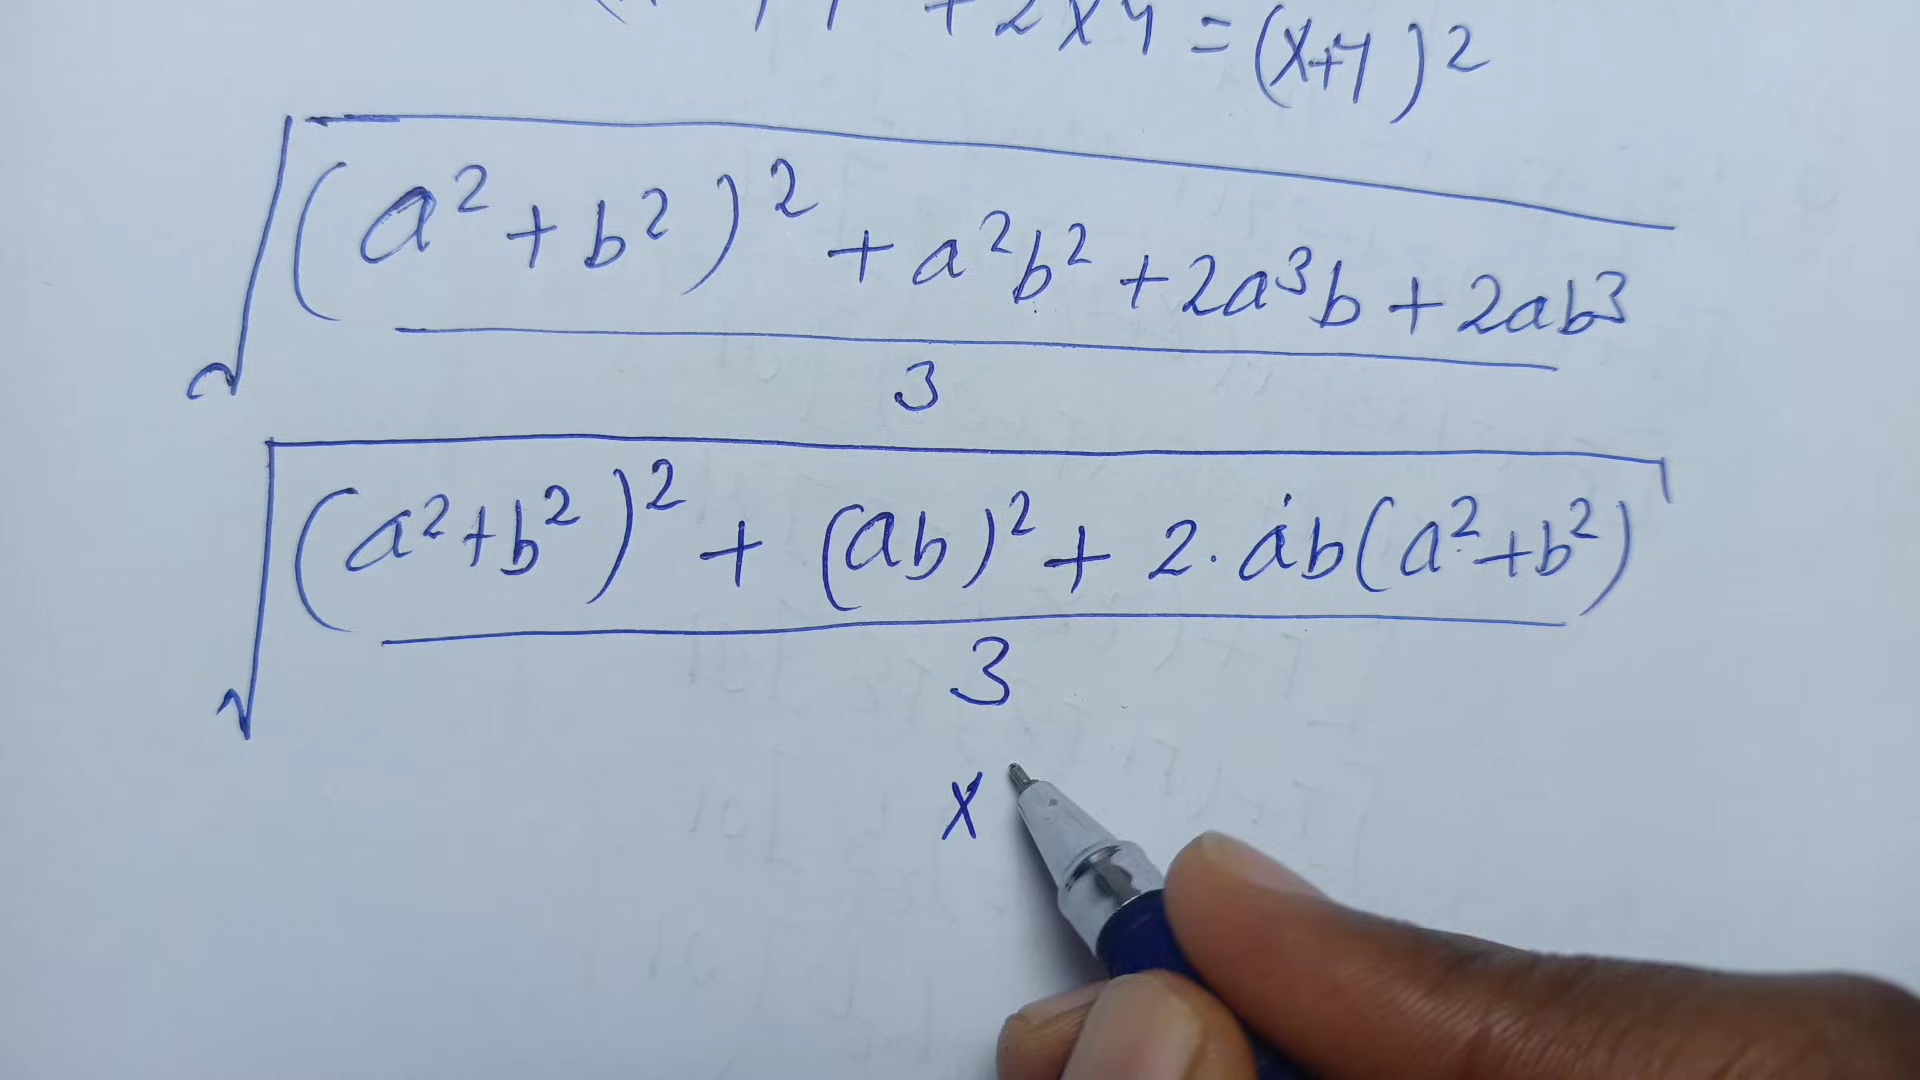 + 2xy = (x+y)²
√((a² + b²)² + a²b² + 2a³b + 2ab³)/3
√((a²+b²)² + (ab)² + 2·ab(a²+b²))/3
x